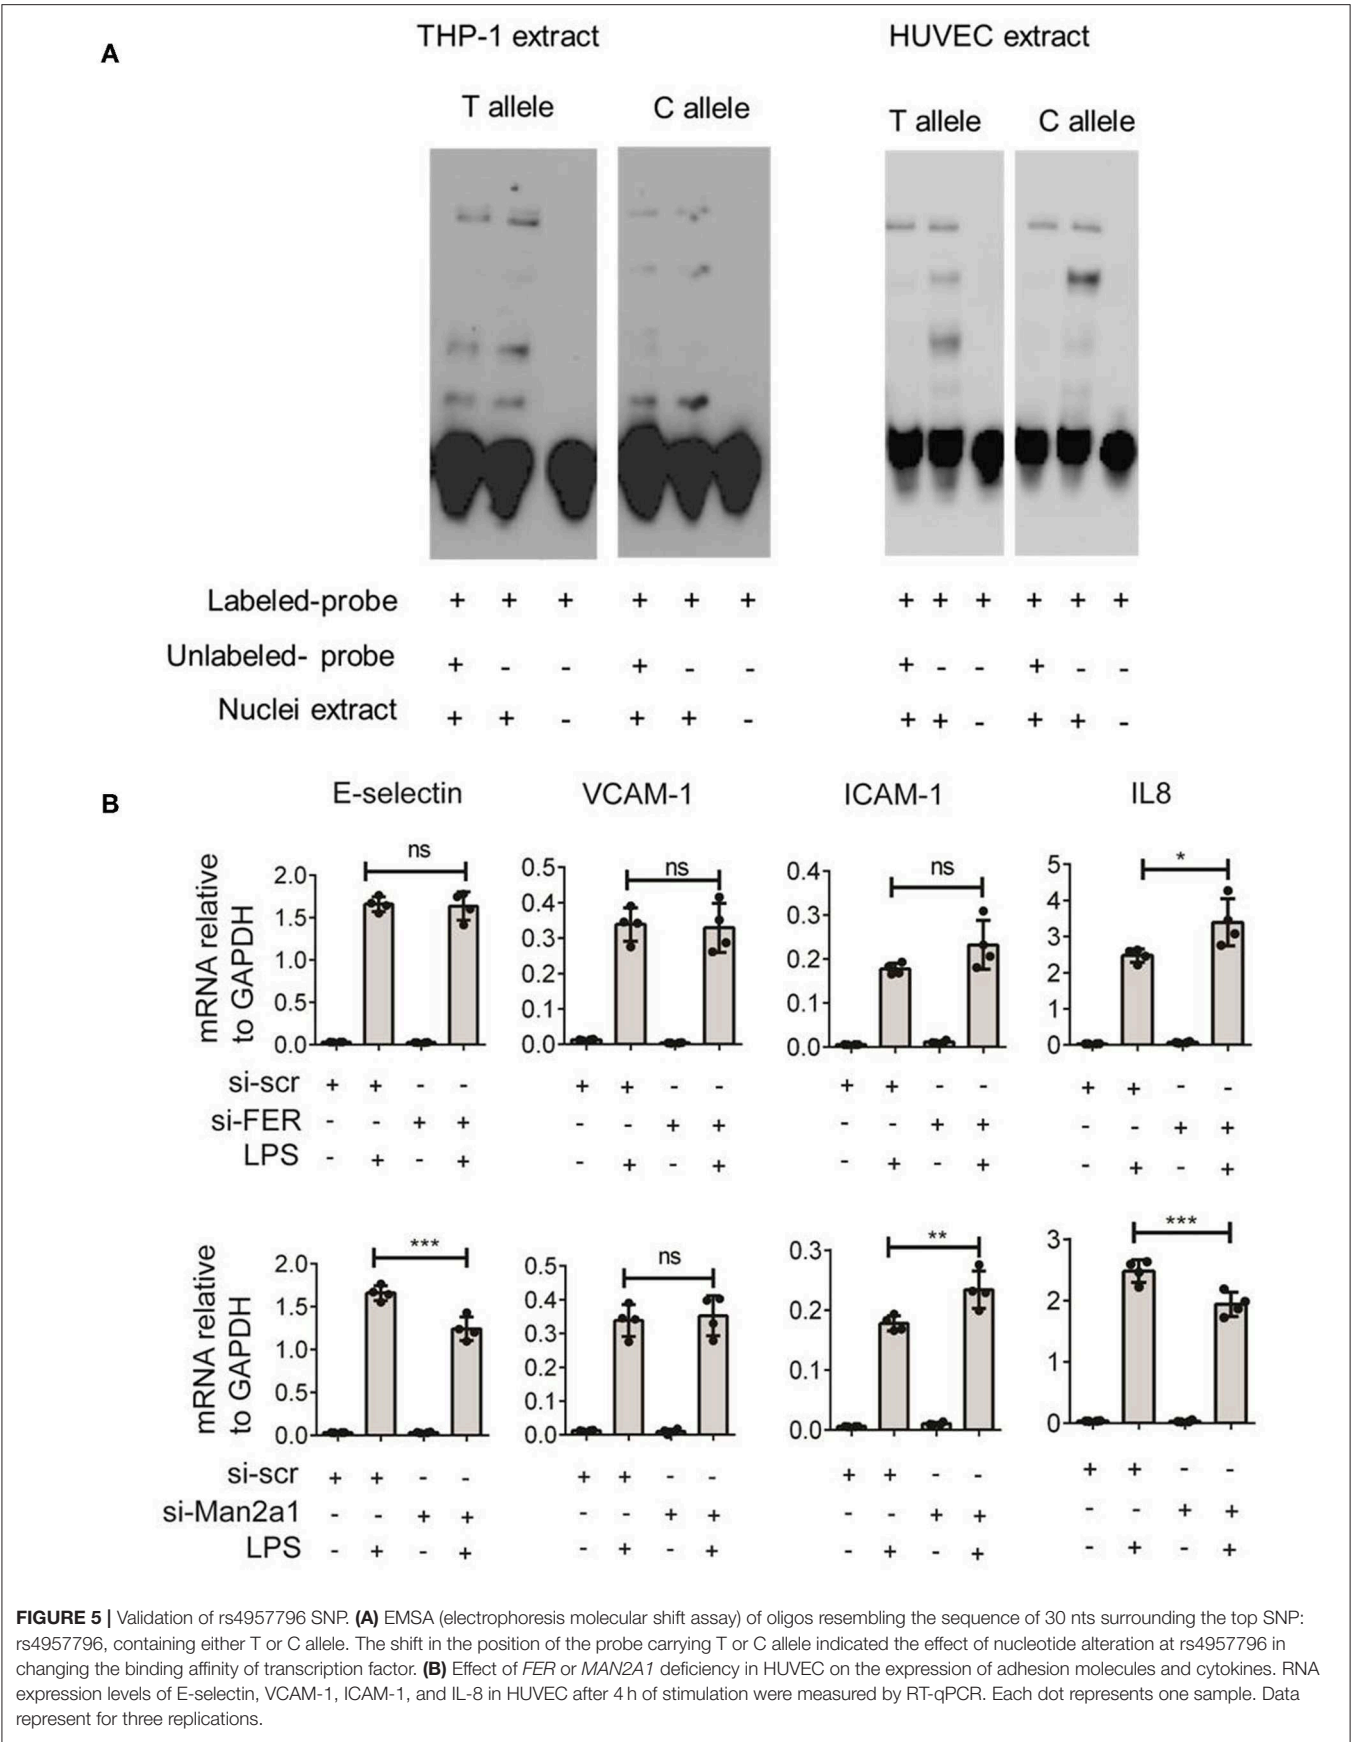 A
THP-1 extract HUVEC extract
T allele C allele T allele C allele
Labeled-probe + + + + + + + + + + + +
Unlabeled- probe + - - + - - + - - + - -
Nuclei extract + + - + + - + + - + + -
B
E-selectin VCAM-1 ICAM-1 IL8
mRNA relative
to GAPDH
ns ns ns *
2.0 0.5 0.4 5
1.5 0.4 0.3 4
1.0 0.3 0.2 3
0.5 0.2 0.1 2
0.0 0.1 0.0 1
0.0 0
si-scr + + - - + + - - + + - - + + - -
si-FER - - + + - - + + - - + + - - + +
LPS - + - + - + - + - + - + - + - +
mRNA relative
to GAPDH
*** ns ** ***
2.0 0.5 0.3 3
1.5 0.4 0.2 2
1.0 0.3 0.1 1
0.5 0.2 0.0 0
0.0 0.1
0.0
si-scr + + - - + + - - + + - - + + - -
si-Man2a1 - - + + - - + + - - + + - - + +
LPS - + - + - + - + - + - + - + - +
FIGURE 5 | Validation of rs4957796 SNP. (A) EMSA (electrophoresis molecular shift assay) of oligos resembling the sequence of 30 nts surrounding the top SNP:
rs4957796, containing either T or C allele. The shift in the position of the probe carrying T or C allele indicated the effect of nucleotide alteration at rs4957796 in
changing the binding affinity of transcription factor. (B) Effect of FER or MAN2A1 deficiency in HUVEC on the expression of adhesion molecules and cytokines. RNA
expression levels of E-selectin, VCAM-1, ICAM-1, and IL-8 in HUVEC after 4 h of stimulation were measured by RT-qPCR. Each dot represents one sample. Data
represent for three replications.